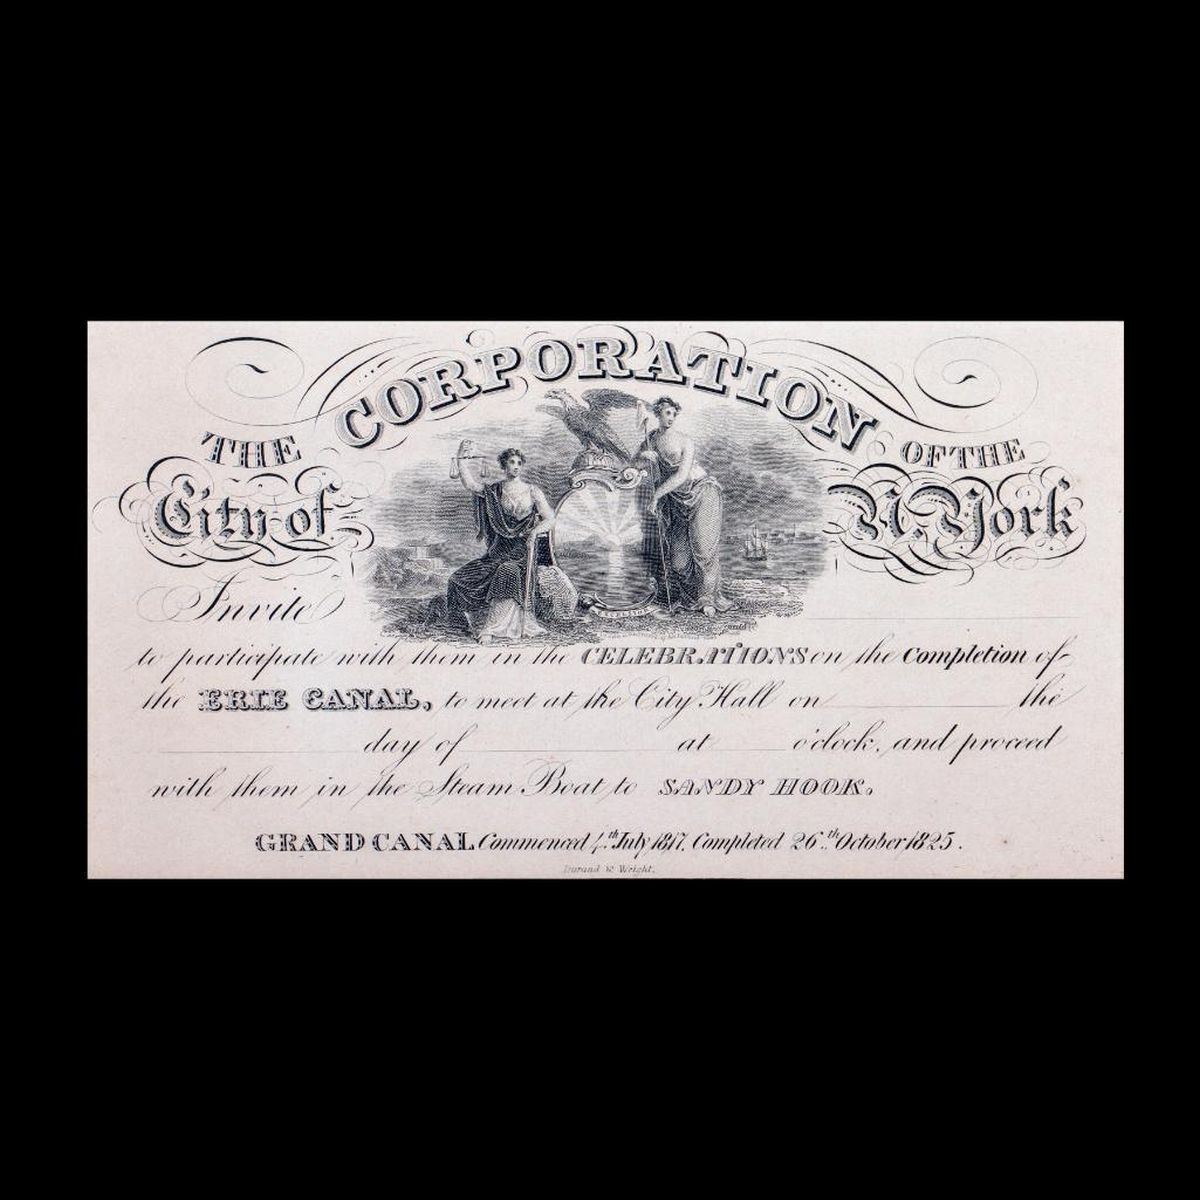 THE CORPORATION OF THE
City of N. York
Invite
to participate with them in the CELEBRATIONS on the Completion of
the ERIE CANAL, to meet at the City Hall on the
day of at o'clock, and proceed
with them in the Steam Boat to SANDY HOOK.
GRAND CANAL Commenced 4th July 1817, Completed 26th October 1825.
Durand & Wright.
EXCELSIOR